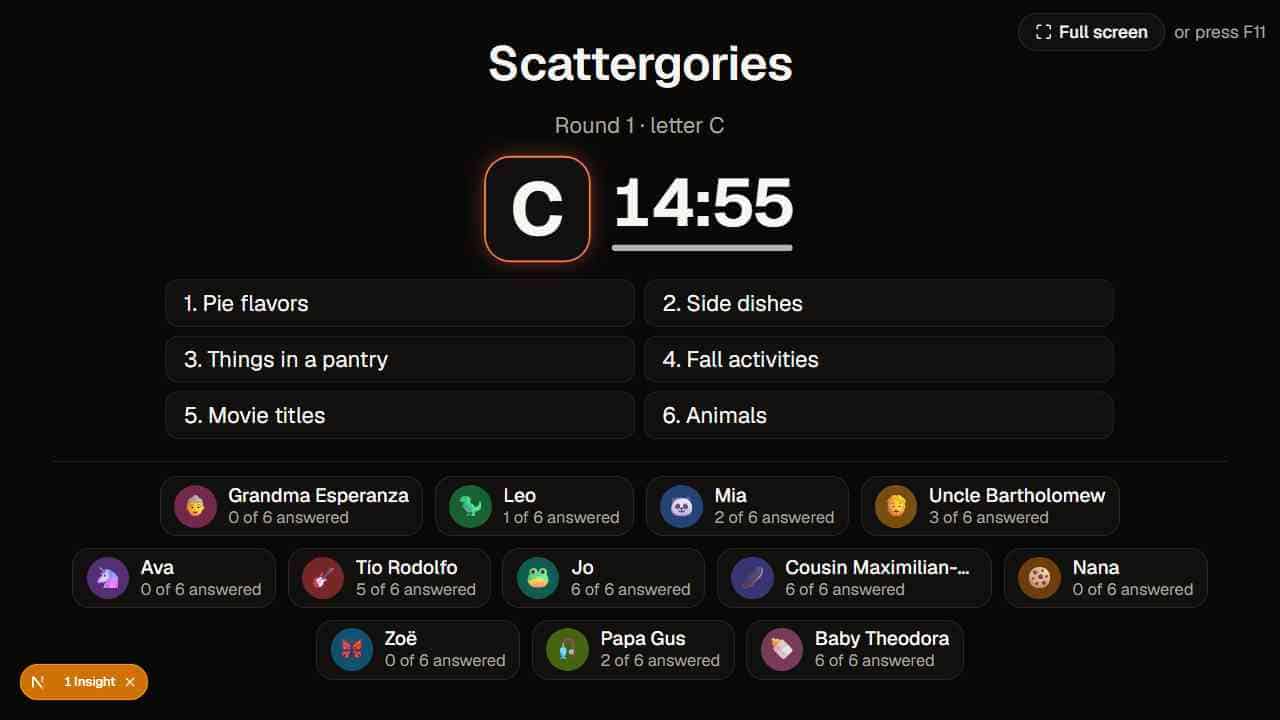 Full screen or press F11
Scattergories
Round 1 · letter C
C 14:55
1. Pie flavors
2. Side dishes
3. Things in a pantry
4. Fall activities
5. Movie titles
6. Animals
Grandma Esperanza
0 of 6 answered
Leo
1 of 6 answered
Mia
2 of 6 answered
Uncle Bartholomew
3 of 6 answered
Ava
0 of 6 answered
Tío Rodolfo
5 of 6 answered
Jo
6 of 6 answered
Cousin Maximilian-...
6 of 6 answered
Nana
0 of 6 answered
Zoë
0 of 6 answered
Papa Gus
2 of 6 answered
Baby Theodora
6 of 6 answered
N 1 Insight ×